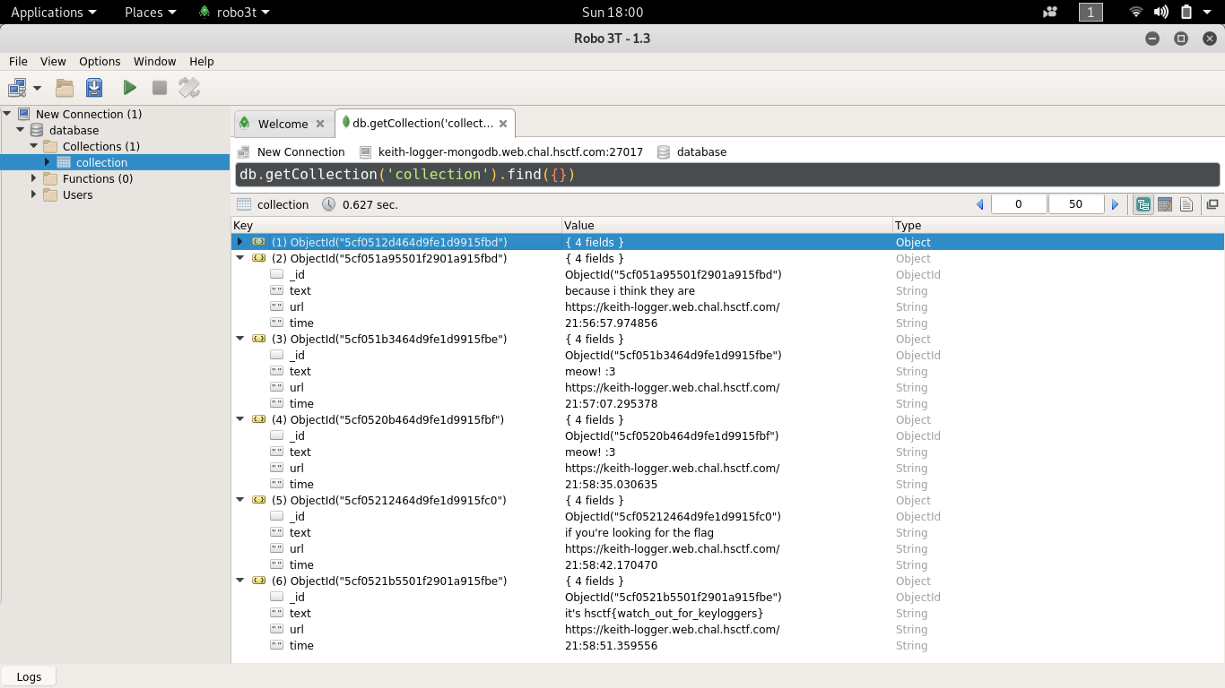 Applications Places robo3t Sun 18:00 1
Robo 3T - 1.3
File View Options Window Help
New Connection (1)
database
Collections (1)
collection
Functions (0)
Users
Welcome db.getCollection('collect...
New Connection keith-logger-mongodb.web.chal.hsctf.com:27017 database
db.getCollection('collection').find({})
collection 0.627 sec. 0 50
Key Value Type
(1) ObjectId("5cf0512d464d9fe1d9915fbd") { 4 fields } Object
(2) ObjectId("5cf051a95501f2901a915fbd") { 4 fields } Object
_id ObjectId("5cf051a95501f2901a915fbd") ObjectId
text because i think they are String
url https://keith-logger.web.chal.hsctf.com/ String
time 21:56:57.974856 String
(3) ObjectId("5cf051b3464d9fe1d9915fbe") { 4 fields } Object
_id ObjectId("5cf051b3464d9fe1d9915fbe") ObjectId
text meow! :3 String
url https://keith-logger.web.chal.hsctf.com/ String
time 21:57:07.295378 String
(4) ObjectId("5cf0520b464d9fe1d9915fbf") { 4 fields } Object
_id ObjectId("5cf0520b464d9fe1d9915fbf") ObjectId
text meow! :3 String
url https://keith-logger.web.chal.hsctf.com/ String
time 21:58:35.030635 String
(5) ObjectId("5cf05212464d9fe1d9915fc0") { 4 fields } Object
_id ObjectId("5cf05212464d9fe1d9915fc0") ObjectId
text if you're looking for the flag String
url https://keith-logger.web.chal.hsctf.com/ String
time 21:58:42.170470 String
(6) ObjectId("5cf0521b5501f2901a915fbe") { 4 fields } Object
_id ObjectId("5cf0521b5501f2901a915fbe") ObjectId
text it's hsctf{watch_out_for_keyloggers} String
url https://keith-logger.web.chal.hsctf.com/ String
time 21:58:51.359556 String
Logs